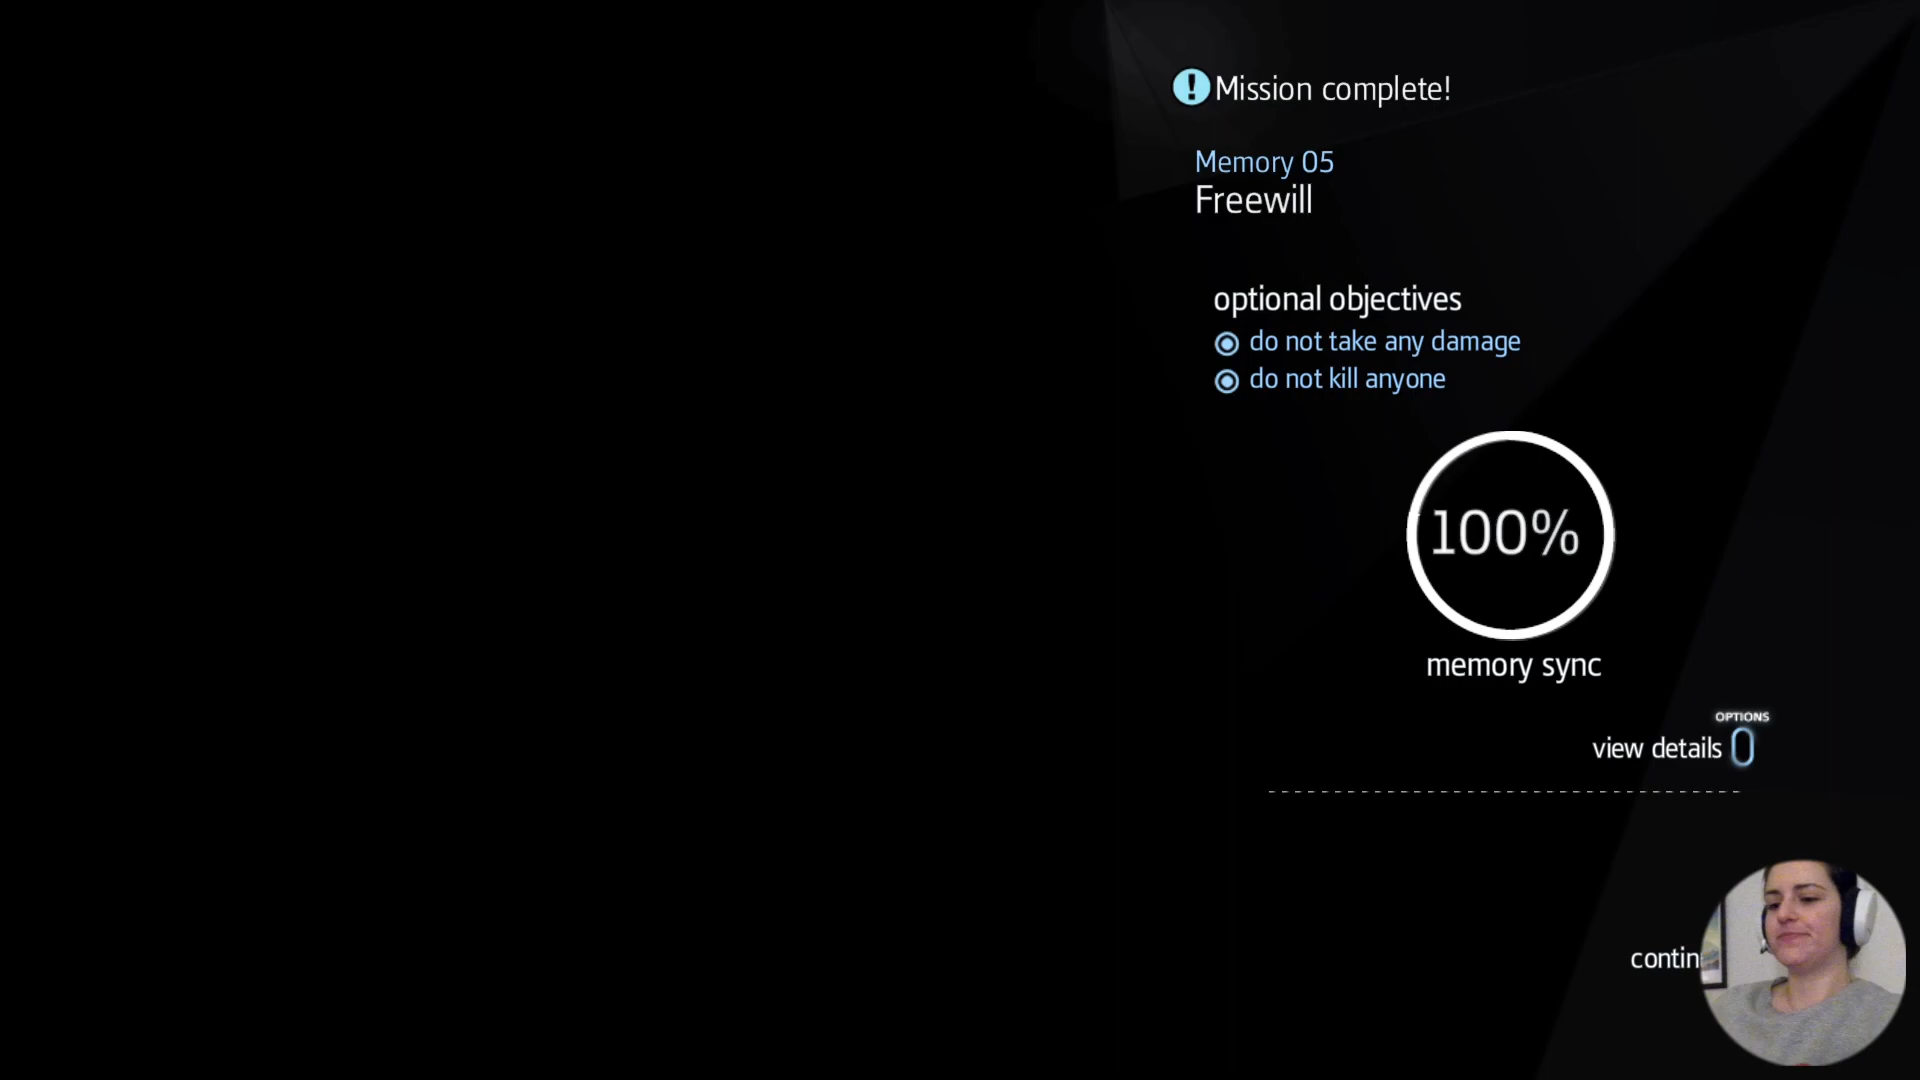 Mission complete!
Memory 05
Freewill
optional objectives
do not take any damage
do not kill anyone
100%
memory sync
OPTIONS
view details
contin